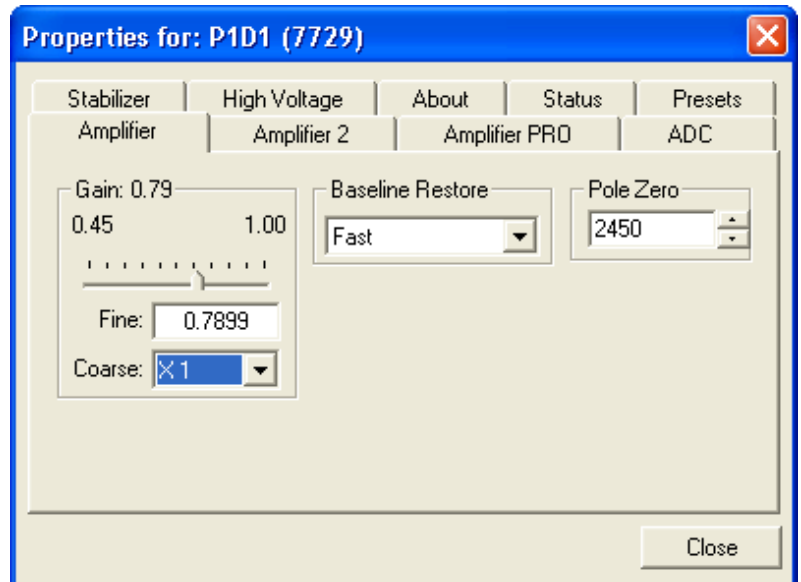 Properties for: P1D1 (7729)
Stabilizer High Voltage About Status Presets
Amplifier Amplifier 2 Amplifier PRO ADC
Gain: 0.79 Baseline Restore Pole Zero
0.45 1.00
Fast 2450
Fine: 0.7899
Coarse: X 1
Close